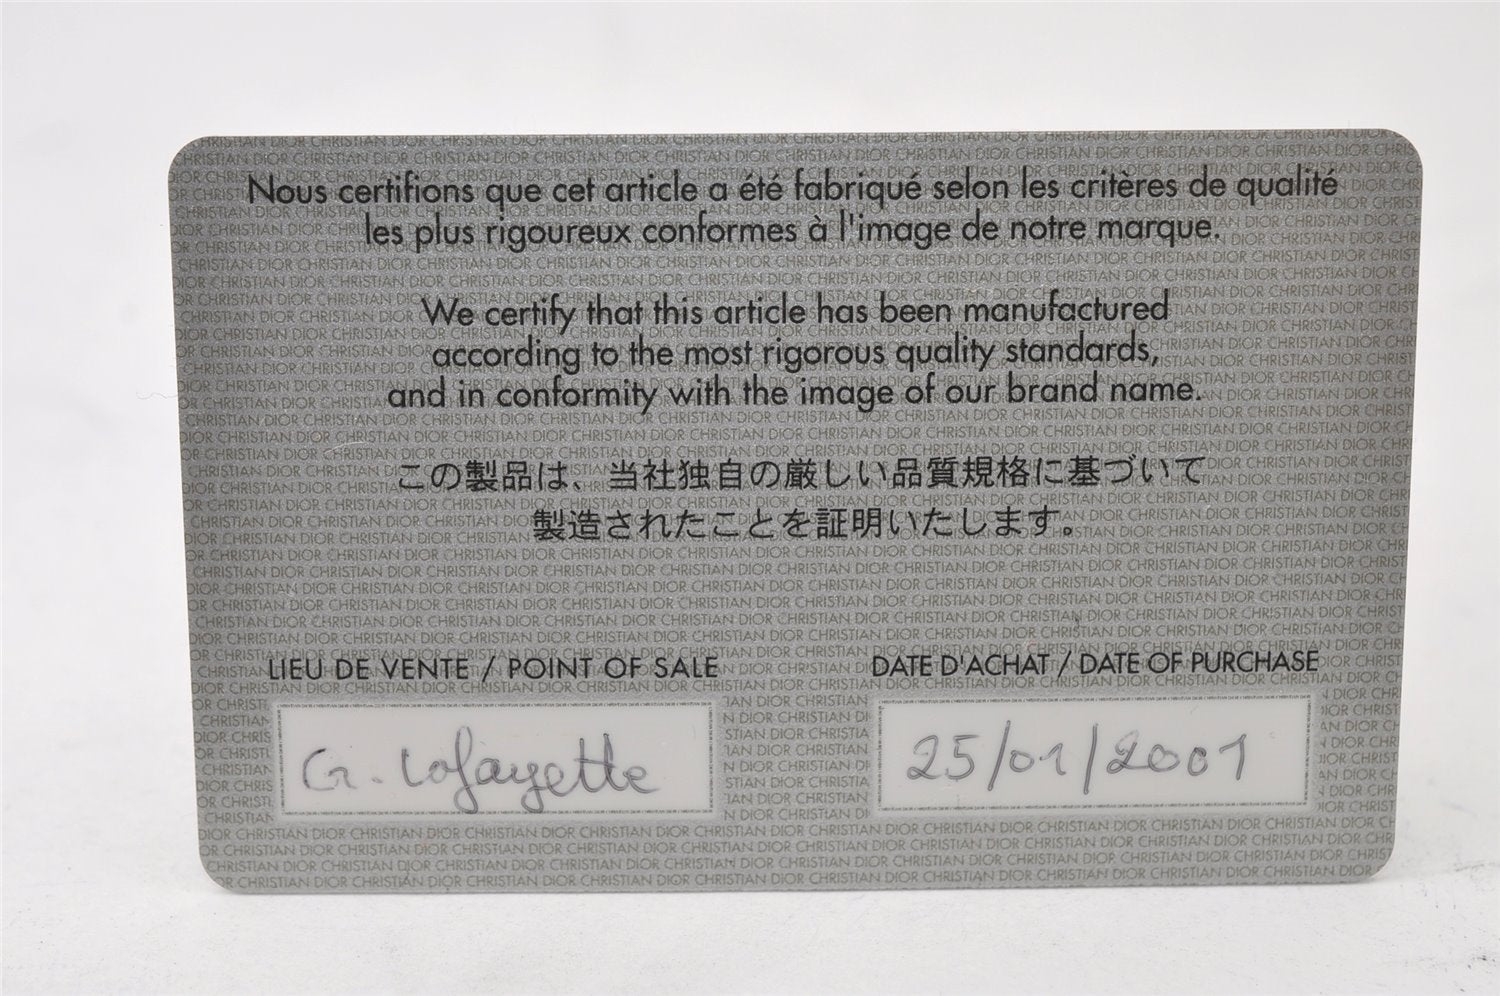 Nous certifions que cet article a été fabriqué selon les critères de qualité
les plus rigoureux conformes à l'image de notre marque.
We certify that this article has been manufactured
according to the most rigorous quality standards,
and in conformity with the image of our brand name.
この製品は、当社独自の厳しい品質規格に基づいて
製造されたことを証明いたします。
LIEU DE VENTE / POINT OF SALE
DATE D'ACHAT / DATE OF PURCHASE
G. Lafayette
25/01/2001